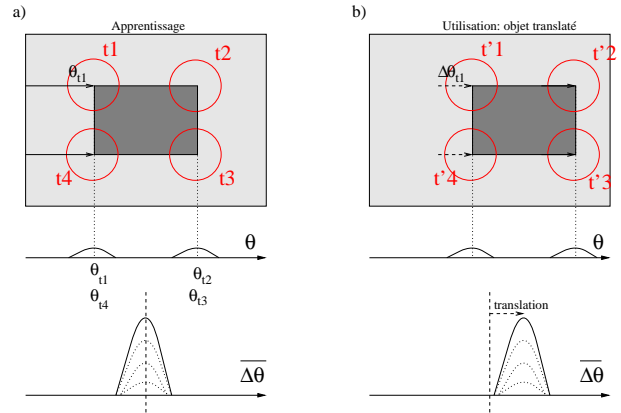 a)
Apprentissage
t1
t2
θt1
t4
t3
θ
θt1
θt2
θt4
θt3
Δθ
b)
Utilisation: objet translaté
t'1
t'2
Δθt1
t'4
t'3
θ
translation
Δθ